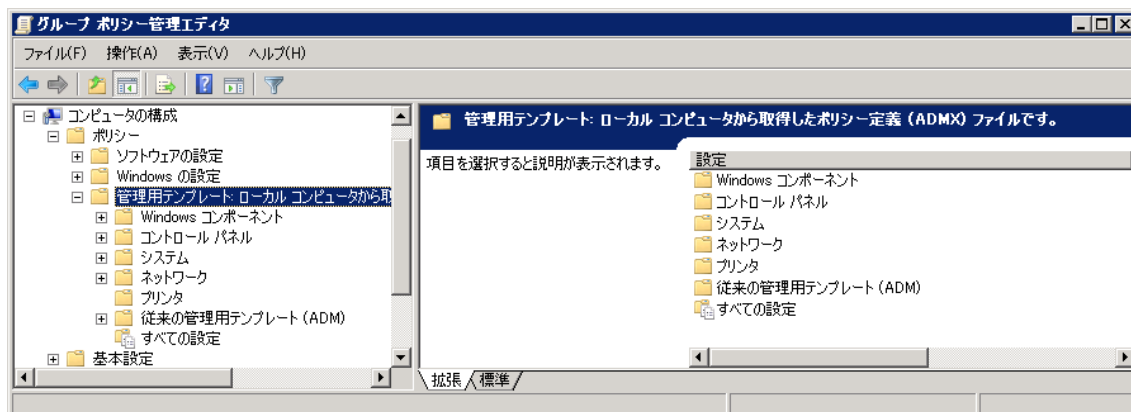 グループ ポリシー管理エディタ
ファイル(F) 操作(A) 表示(V) ヘルプ(H)
コンピュータの構成
ポリシー
ソフトウェアの設定
Windows の設定
管理用テンプレート: ローカル コンピュータから取
Windows コンポーネント
コントロール パネル
システム
ネットワーク
プリンタ
従来の管理用テンプレート (ADM)
すべての設定
基本設定
管理用テンプレート: ローカル コンピュータから取得したポリシー定義 (ADMX) ファイルです。
項目を選択すると説明が表示されます。
設定
Windows コンポーネント
コントロール パネル
システム
ネットワーク
プリンタ
従来の管理用テンプレート (ADM)
すべての設定
拡張 標準